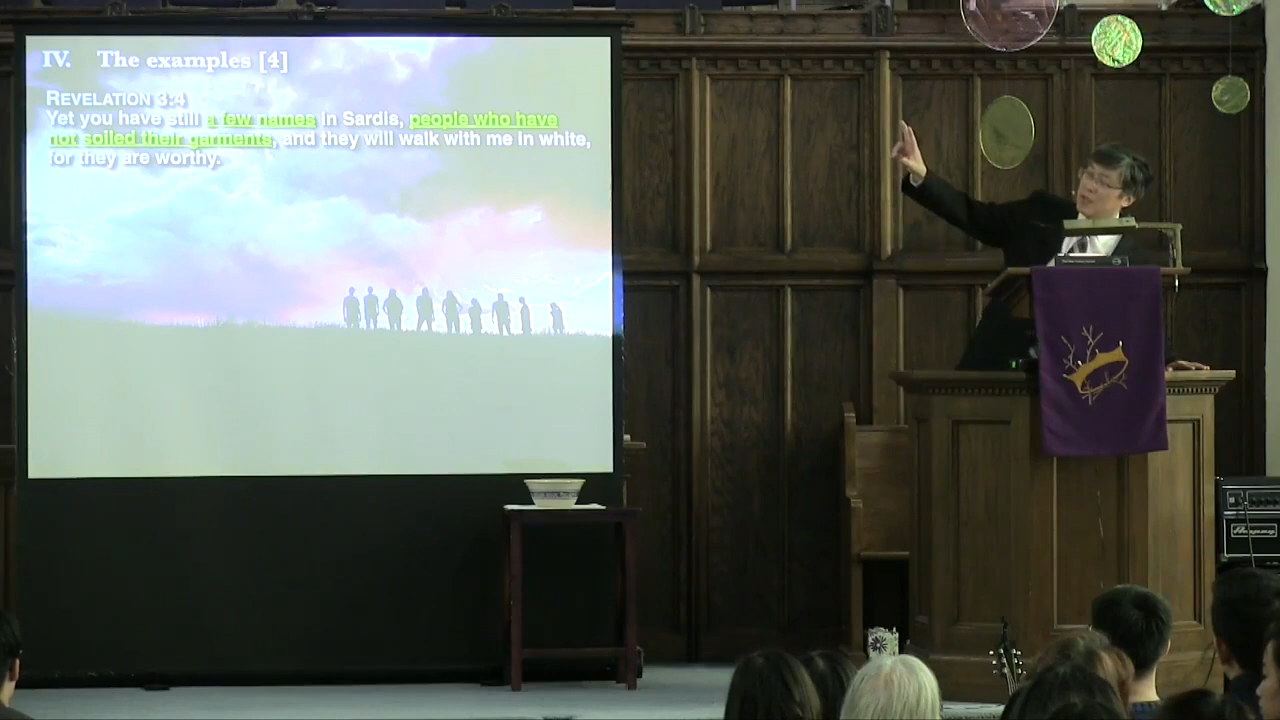 IV. The examples [4]
REVELATION 3:4
Yet you have still a few names in Sardis, people who have
not soiled their garments, and they will walk with me in white,
for they are worthy.
Ampeg